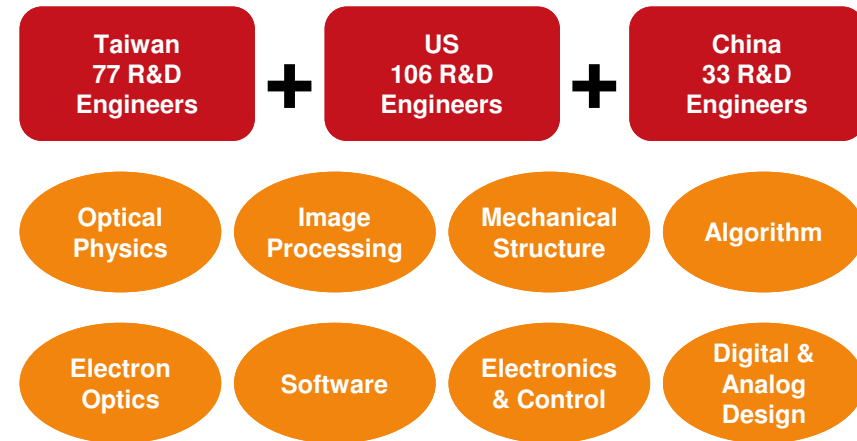 Taiwan
77 R&D
Engineers
+
US
106 R&D
Engineers
+
China
33 R&D
Engineers
Optical
Physics
Image
Processing
Mechanical
Structure
Algorithm
Electron
Optics
Software
Electronics
& Control
Digital &
Analog
Design